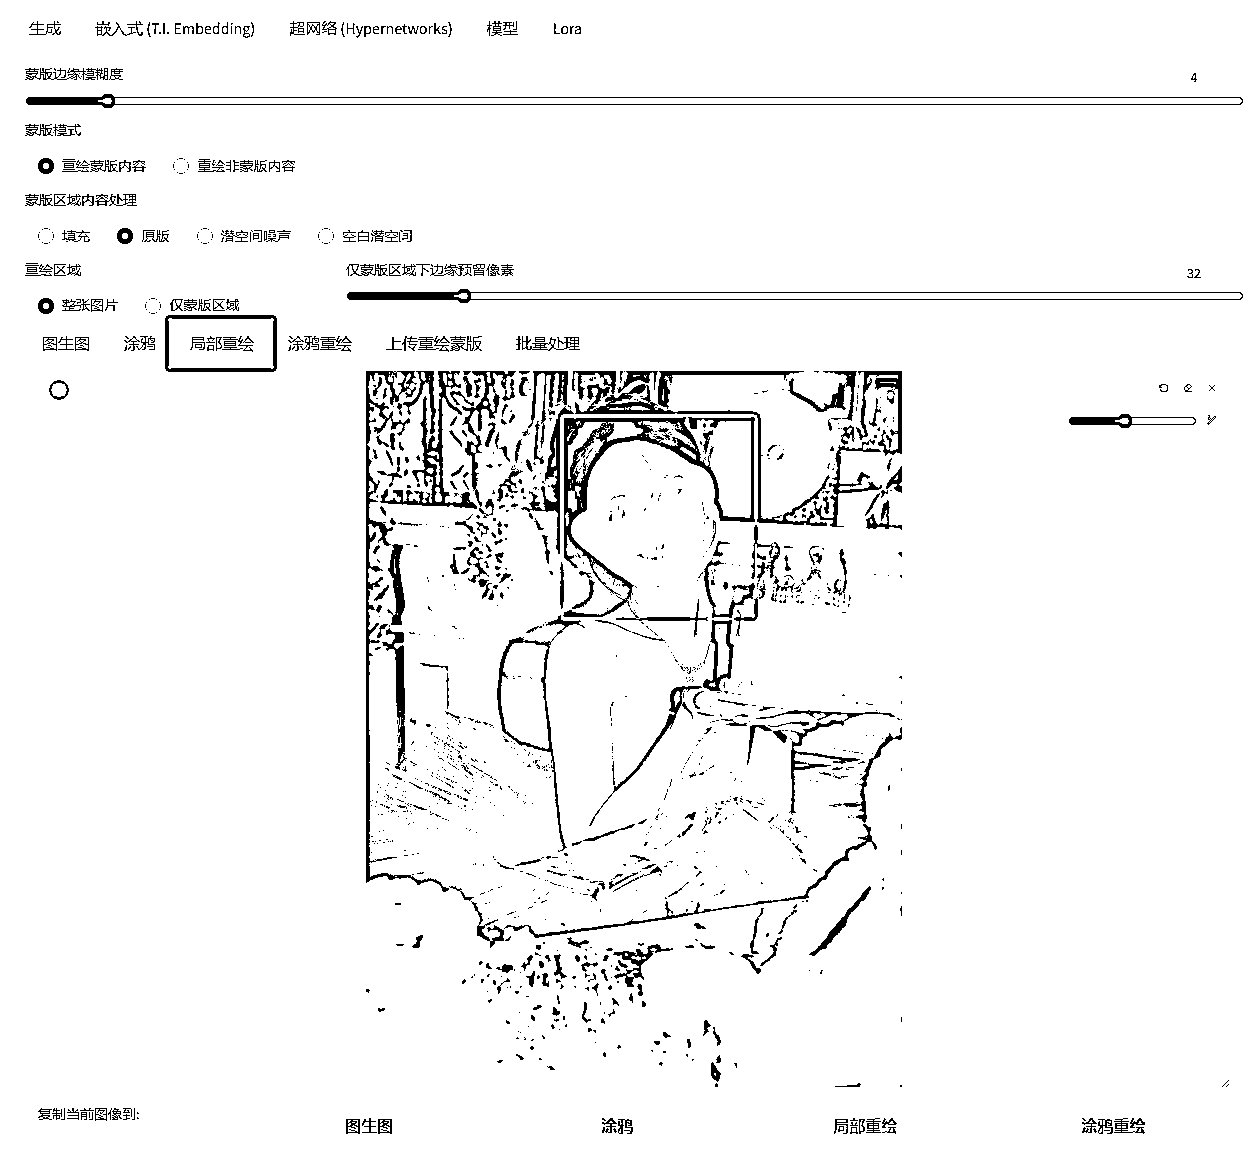 生成 嵌入式 (T.I. Embedding) 超网络 (Hypernetworks) 模型 Lora
蒙版边缘模糊度 4
蒙版模式
重绘蒙版内容 重绘非蒙版内容
蒙版区域内容处理
填充 原版 潜空间噪声 空白潜空间
重绘区域 仅蒙版区域下边缘预留像素 32
整张图片 仅蒙版区域
图生图 涂鸦 局部重绘 涂鸦重绘 上传重绘蒙版 批量处理
复制当前图像到:
图生图 涂鸦 局部重绘 涂鸦重绘